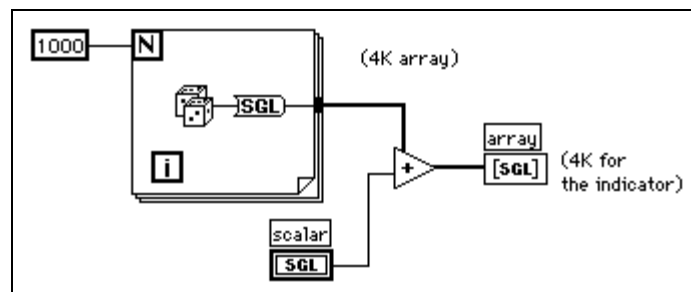 1000
N
(4K array)
SGL
array
[SGL]
(4K for
the indicator)
+
i
scalar
SGL